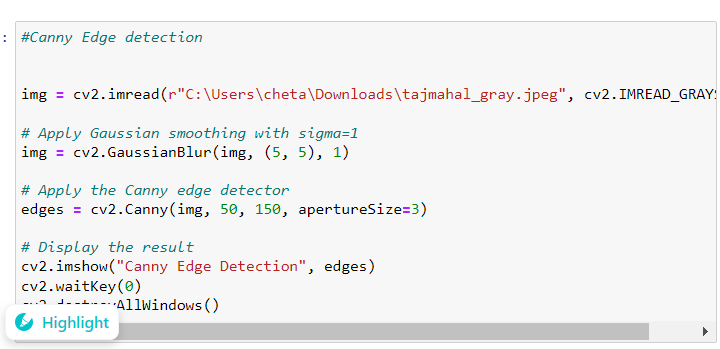 :
#Canny Edge detection
img = cv2.imread(r"C:\Users\cheta\Downloads\tajmahal_gray.jpeg", cv2.IMREAD_GRAYS
# Apply Gaussian smoothing with sigma=1
img = cv2.GaussianBlur(img, (5, 5), 1)
# Apply the Canny edge detector
edges = cv2.Canny(img, 50, 150, apertureSize=3)
# Display the result
cv2.imshow("Canny Edge Detection", edges)
cv2.waitKey(0)
cv2.destroyAllWindows()
Highlight